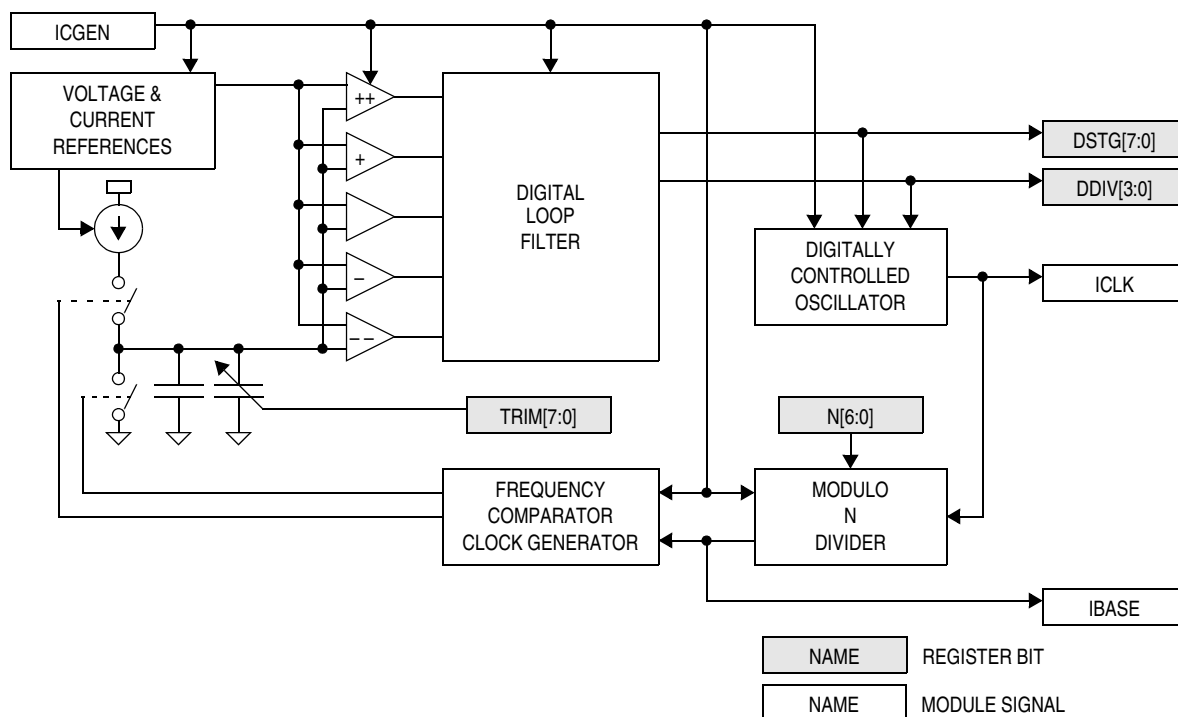 ICGEN
VOLTAGE &
CURRENT
REFERENCES
++
+
–
– –
DIGITAL
LOOP
FILTER
DSTG[7:0]
DDIV[3:0]
DIGITALLY
CONTROLLED
OSCILLATOR
ICLK
TRIM[7:0]
N[6:0]
FREQUENCY
COMPARATOR
CLOCK GENERATOR
MODULO
N
DIVIDER
IBASE
NAME REGISTER BIT
NAME MODULE SIGNAL